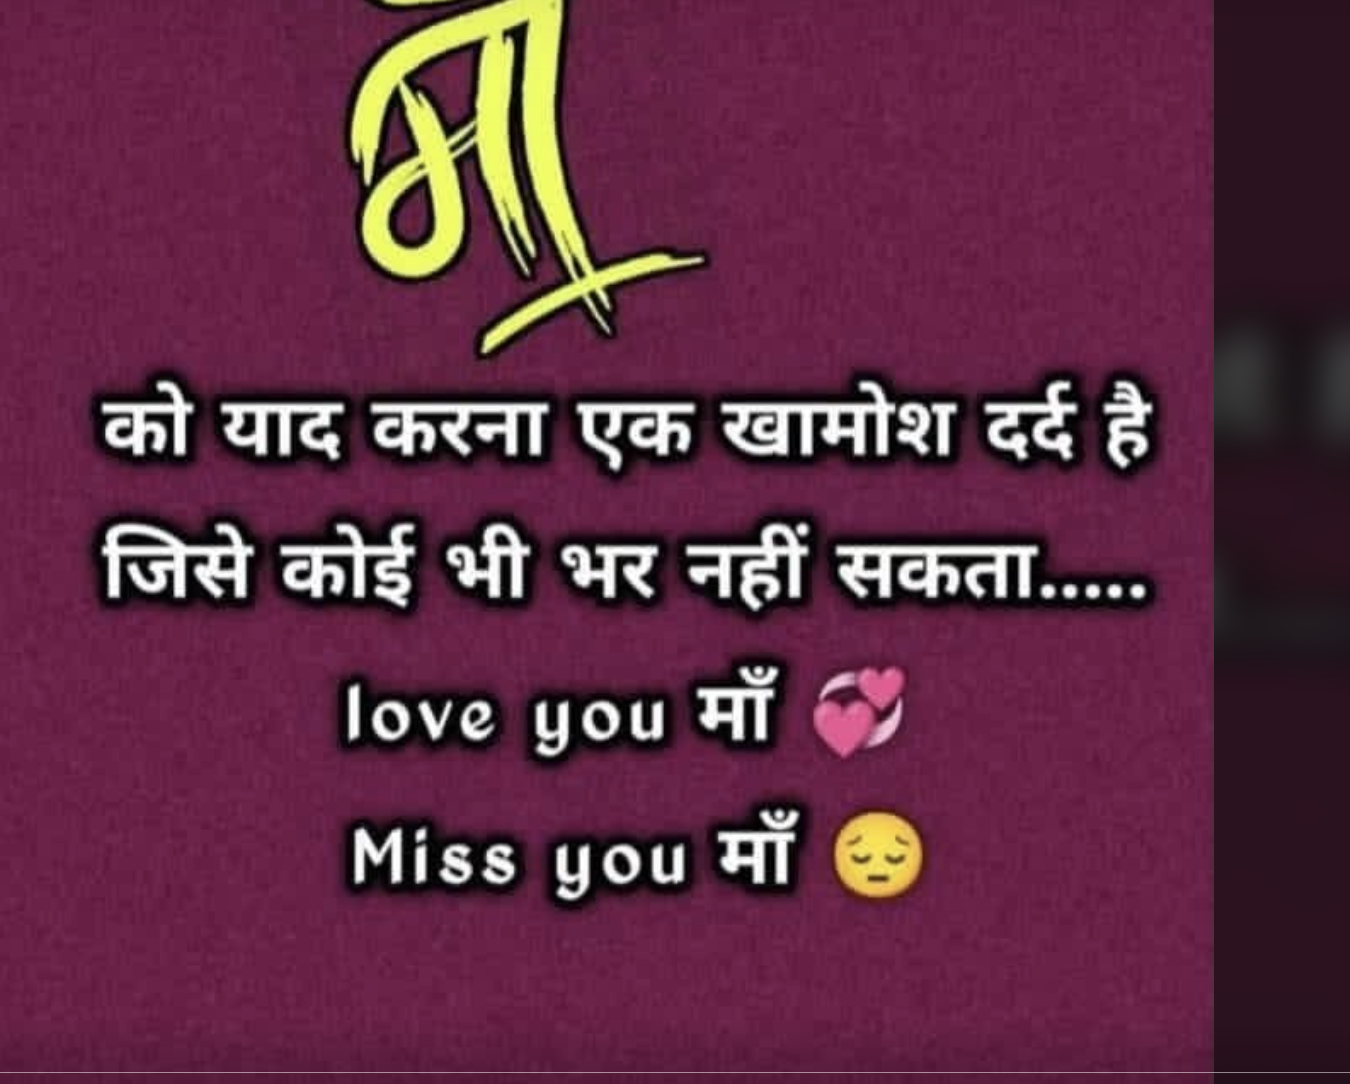 माँ
को याद करना एक खामोश दर्द है
जिसे कोई भी भर नहीं सकता.....
love you माँ 💞
Miss you माँ 😔